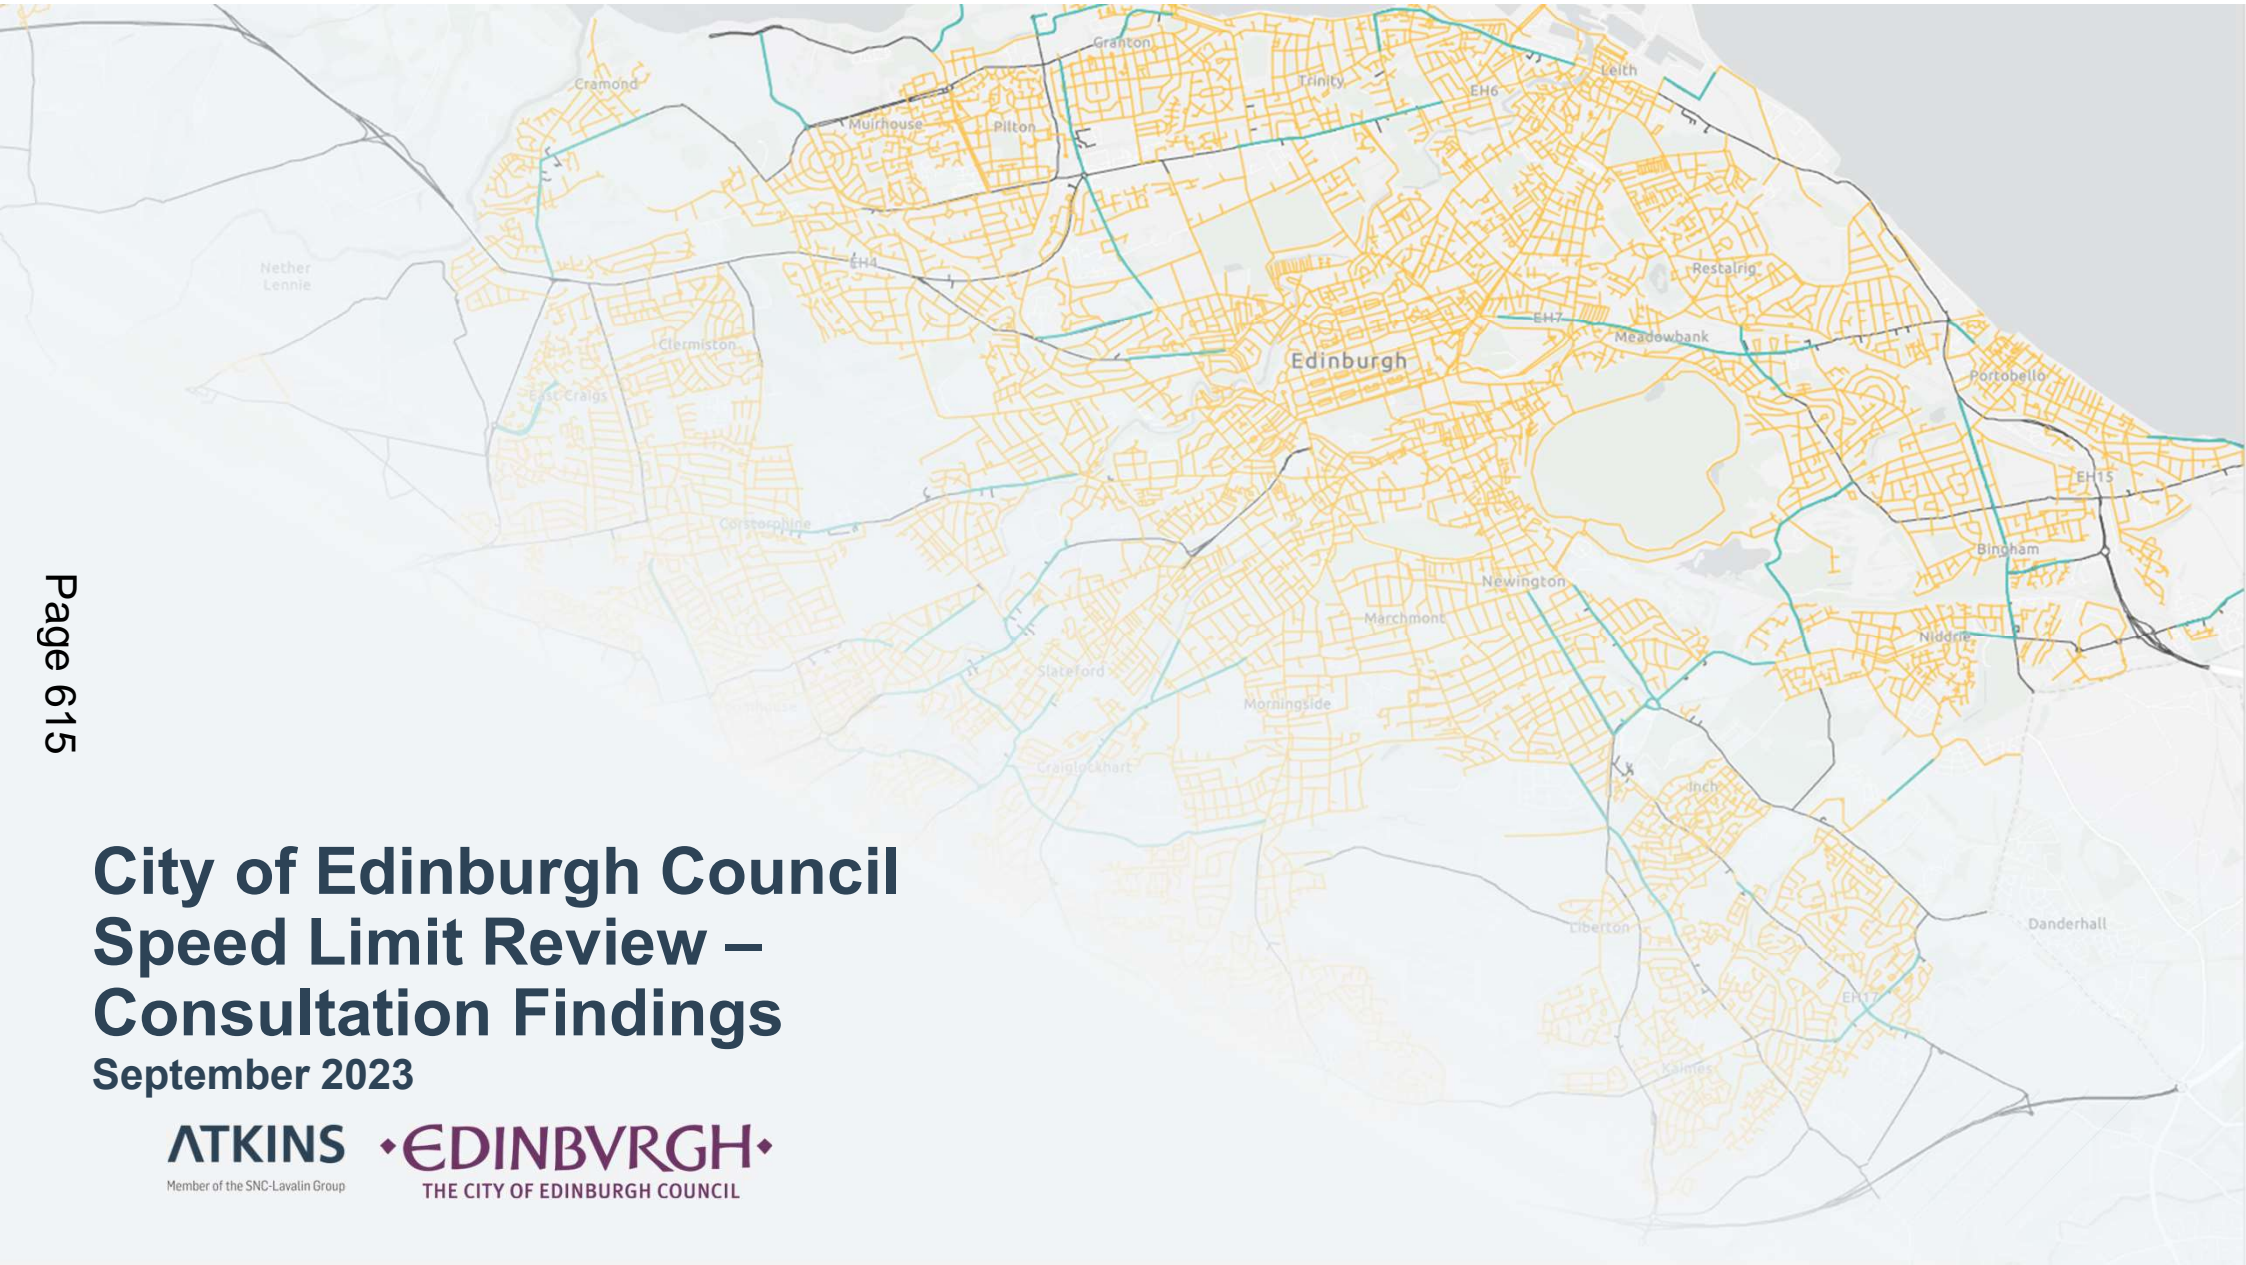 Granton
Cramond
Trinity
Leith
EH6
Muirhouse
Pilton
Nether
Lennie
EH4
Restalrig
EH7
Meadowbank
Clermiston
Edinburgh
Portobello
East Craigs
EH15
Corstorphine
Bingham
Newington
Marchmont
Niddrie
Slateford
Morningside
Craiglockhart
Inch
Liberton
Danderhall
EH17
Kaimes
Page 615
City of Edinburgh Council
Speed Limit Review –
Consultation Findings
September 2023
ATKINS
Member of the SNC-Lavalin Group
EDINBVRGH
THE CITY OF EDINBURGH COUNCIL